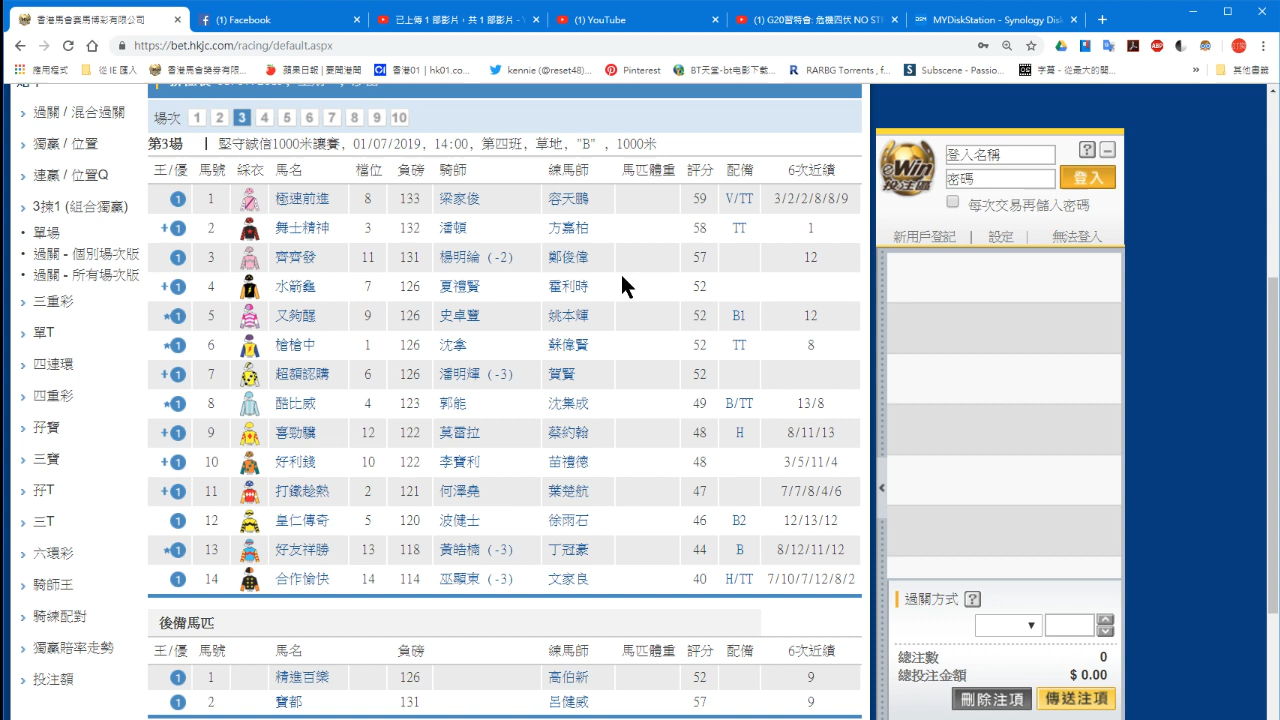 香港馬會賽馬博彩有限公司
(1) Facebook
已上傳 1 部影片，共 1 部影片 -
(1) YouTube
(1) G20習特會: 危機四伏 NO ST
MYDiskStation - Synology Disk
https://bet.hkjc.com/racing/default.aspx
應用程式
從 IE 匯入
香港馬會獎券有限...
蘋果日報 | 要聞港聞
香港01 | hk01.co...
kennie (@reset48)...
Pinterest
BT天堂-bt电影下载...
RARBG Torrents , f...
Subscene - Passio...
字幕 - 從最大的關...
»
其他書籤
過關 / 混合過關
獨贏 / 位置
連贏 / 位置Q
3揀1 (組合獨贏)
單場
過關 - 個別場次版
過關 - 所有場次版
三重彩
單T
四連環
四重彩
孖寶
三寶
孖T
三T
六環彩
騎師王
騎練配對
獨贏賠率走勢
投注額
場次 1 2 3 4 5 6 7 8 9 10
第3場 | 堅守誠信1000米讓賽, 01/07/2019, 14:00, 第四班, 草地, "B" , 1000米
王/優 馬號 綵衣 馬名 檔位 負磅 騎師 練馬師 馬匹體重 評分 配備 6次近績
1 極速前進 8 133 梁家俊 容天鵬 59 V/TT 3/2/2/8/8/9
+1 2 舞士精神 3 132 潘頓 方嘉柏 58 TT 1
1 3 齊齊發 11 131 楊明綸 (-2) 鄭俊偉 57 12
+1 4 水箭龜 7 126 夏禮賢 霍利時 52
★1 5 又夠醒 9 126 史卓豐 姚本輝 52 B1 12
★1 6 槍槍中 1 126 沈拿 蘇偉賢 52 TT 8
+1 7 超額認購 6 126 潘明輝 (-3) 賀賢 52
★1 8 酷比威 4 123 郭能 沈集成 49 B/TT 13/8
+1 9 喜勁驥 12 122 莫雷拉 蔡約翰 48 H 8/11/13
+1 10 好利錢 10 122 李寶利 苗禮德 48 3/5/11/4
+1 11 打鐵趁熱 2 121 何澤堯 葉楚航 47 7/7/8/4/6
1 12 皇仁傳奇 5 120 波健士 徐雨石 46 B2 12/13/12
★1 13 好友祥勝 13 118 黃皓楠 (-3) 丁冠豪 44 B 8/12/11/12
1 14 合作愉快 14 114 巫顯東 (-3) 文家良 40 H/TT 7/10/7/12/8/2
後備馬匹
王/優 馬號 馬名 負磅 練馬師 馬匹體重 評分 配備 6次近績
1 1 精進百樂 126 高伯新 52 9
1 2 寶都 131 呂健威 57 9
eWin
投注區
登入名稱
密碼
登入
每次交易再儲入密碼
新用戶登記 | 設定 | 無法登入
過關方式 ?
總注數 0
總投注金額 $ 0.00
刪除注項 傳送注項